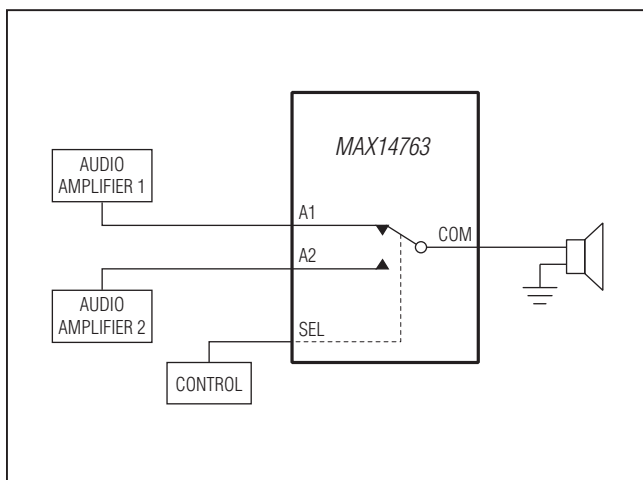 MAX14763
AUDIO
AMPLIFIER 1
A1
COM
A2
AUDIO
AMPLIFIER 2
SEL
CONTROL